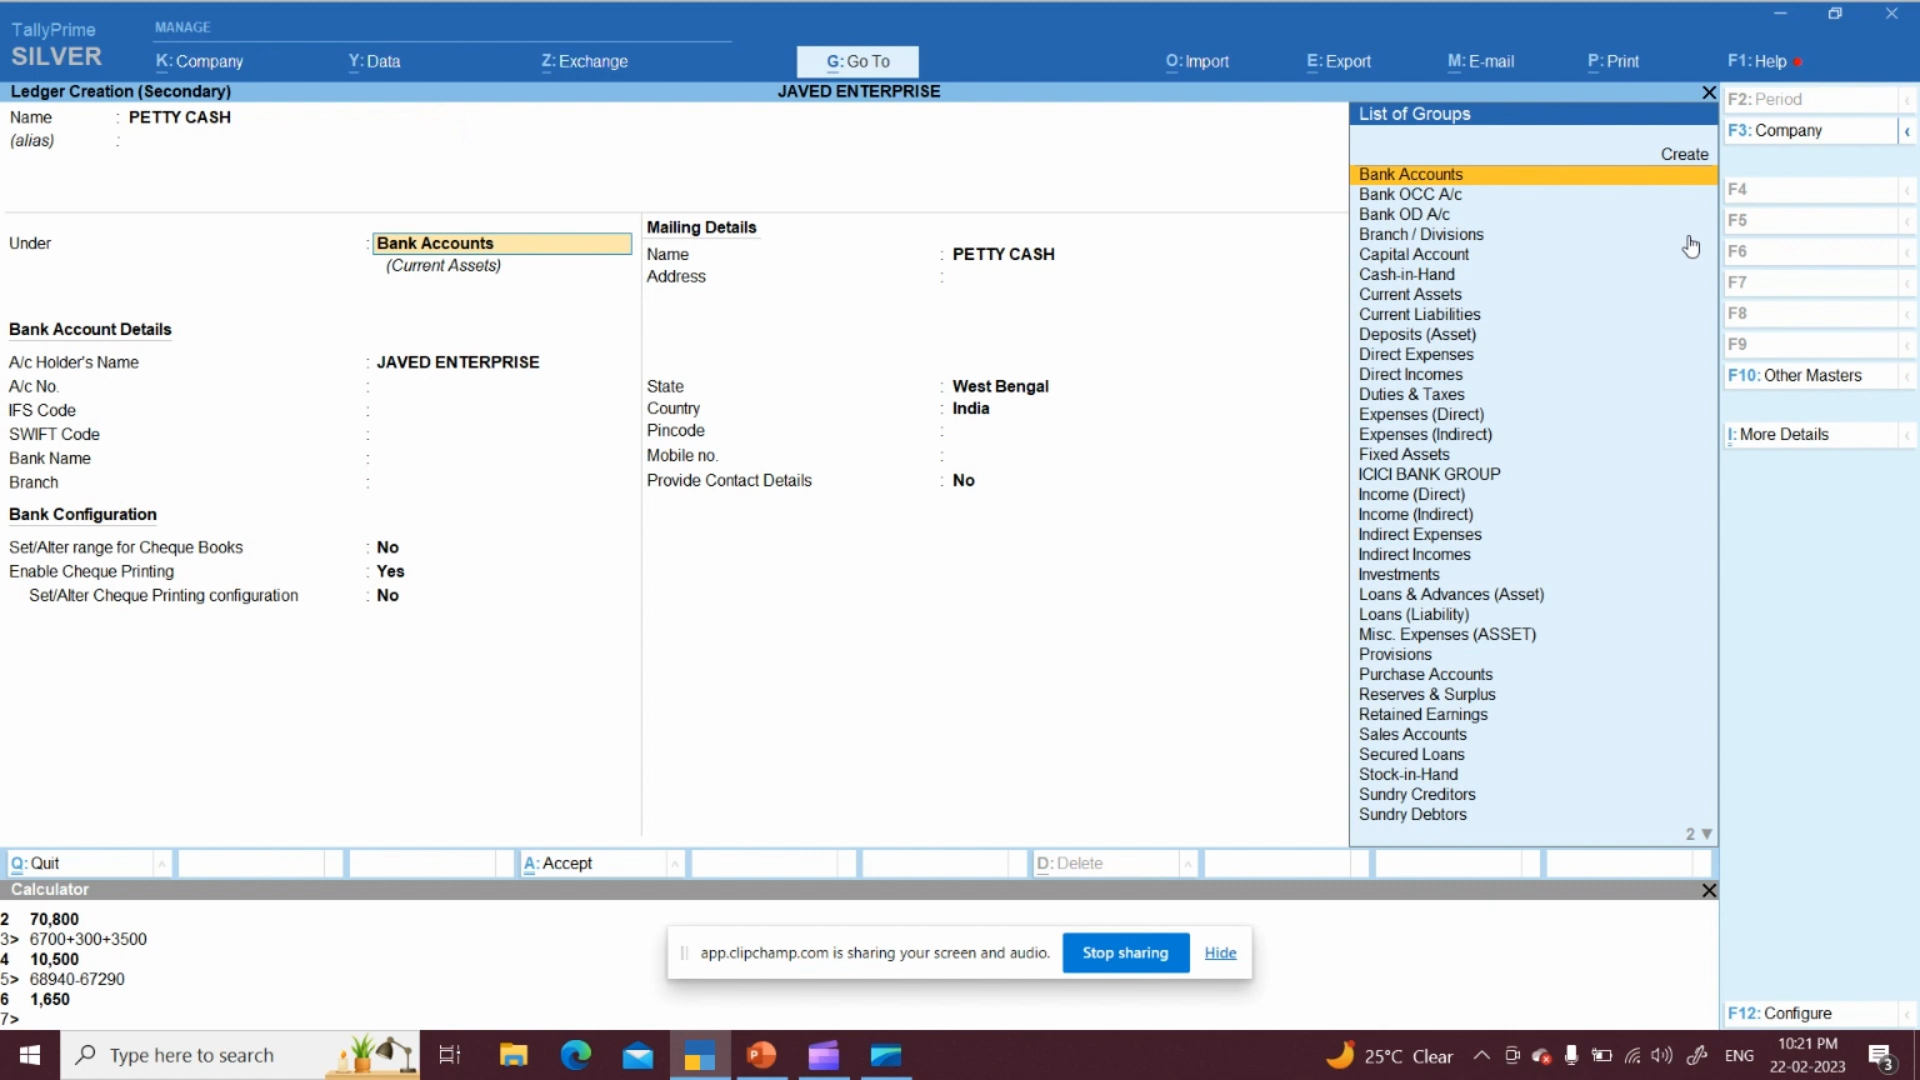 TallyPrime
SILVER
MANAGE
K: Company
Y: Data
Z: Exchange
G: Go To
O: Import
E: Export
M: E-mail
P: Print
F1: Help
Ledger Creation (Secondary)
JAVED ENTERPRISE
Name : PETTY CASH
(alias) :
Under : Bank Accounts
(Current Assets)
Bank Account Details
A/c Holder's Name : JAVED ENTERPRISE
A/c No. :
IFS Code :
SWIFT Code :
Bank Name :
Branch :
Bank Configuration
Set/Alter range for Cheque Books : No
Enable Cheque Printing : Yes
Set/Alter Cheque Printing configuration : No
Mailing Details
Name : PETTY CASH
Address :
State : West Bengal
Country : India
Pincode :
Mobile no. :
Provide Contact Details : No
List of Groups
Create
Bank Accounts
Bank OCC A/c
Bank OD A/c
Branch / Divisions
Capital Account
Cash-in-Hand
Current Assets
Current Liabilities
Deposits (Asset)
Direct Expenses
Direct Incomes
Duties & Taxes
Expenses (Direct)
Expenses (Indirect)
Fixed Assets
ICICI BANK GROUP
Income (Direct)
Income (Indirect)
Indirect Expenses
Indirect Incomes
Investments
Loans & Advances (Asset)
Loans (Liability)
Misc. Expenses (ASSET)
Provisions
Purchase Accounts
Reserves & Surplus
Retained Earnings
Sales Accounts
Secured Loans
Stock-in-Hand
Sundry Creditors
Sundry Debtors
2 ▼
F2: Period
F3: Company
F4
F5
F6
F7
F8
F9
F10: Other Masters
I: More Details
F12: Configure
Q: Quit
A: Accept
D: Delete
Calculator
2 70,800
3> 6700+300+3500
4 10,500
5> 68940-67290
6 1,650
7>
app.clipchamp.com is sharing your screen and audio.
Stop sharing
Hide
Type here to search
25°C Clear
ENG
10:21 PM
22-02-2023
3